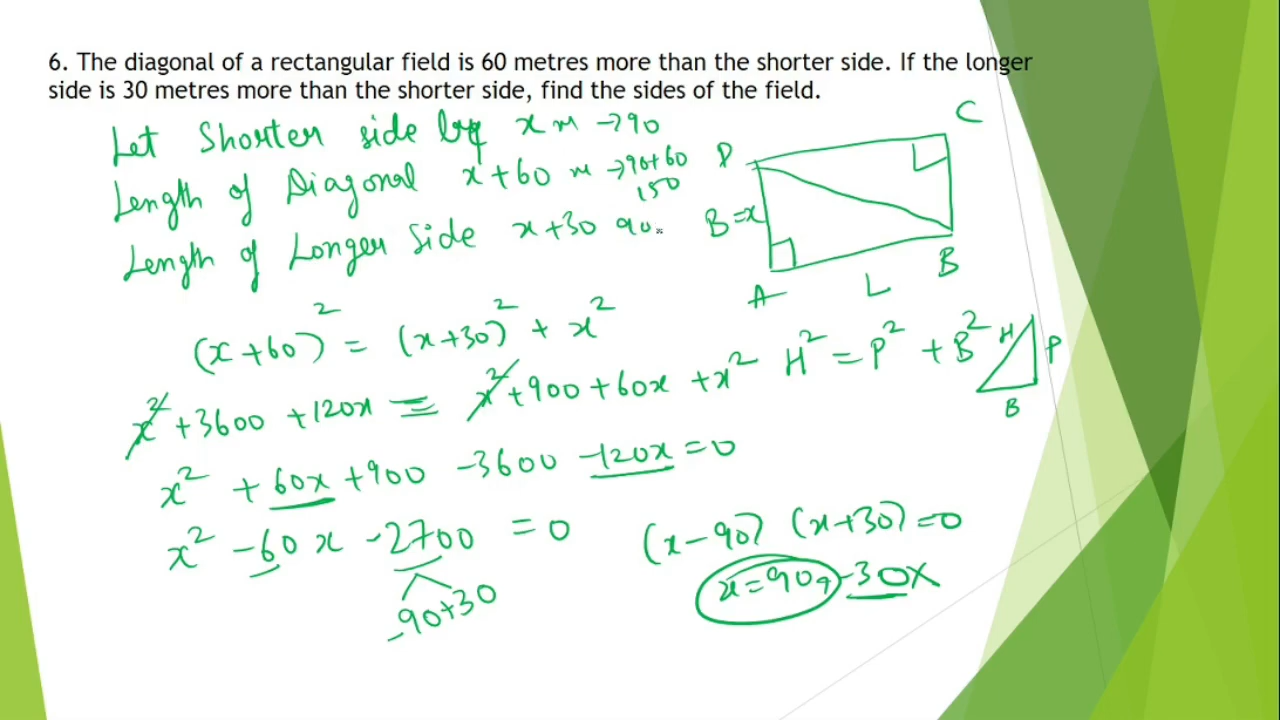 6. The diagonal of a rectangular field is 60 metres more than the shorter side. If the longer
side is 30 metres more than the shorter side, find the sides of the field.
Let Shorter side be x m → 90
Length of Diagonal x+60 m → 90+60
150
Length of Longer Side x+30 90
D
C
B=x
A
L
B
(x+60)² = (x+30)² + x²
x²+3600 +120x = x²+900+60x +x²
H² = P² + B²
H
P
B
x² +60x +900 -3600 -120x =0
x² -60x -2700 =0
-90+30
(x-90) (x+30)=0
x=90, -30x